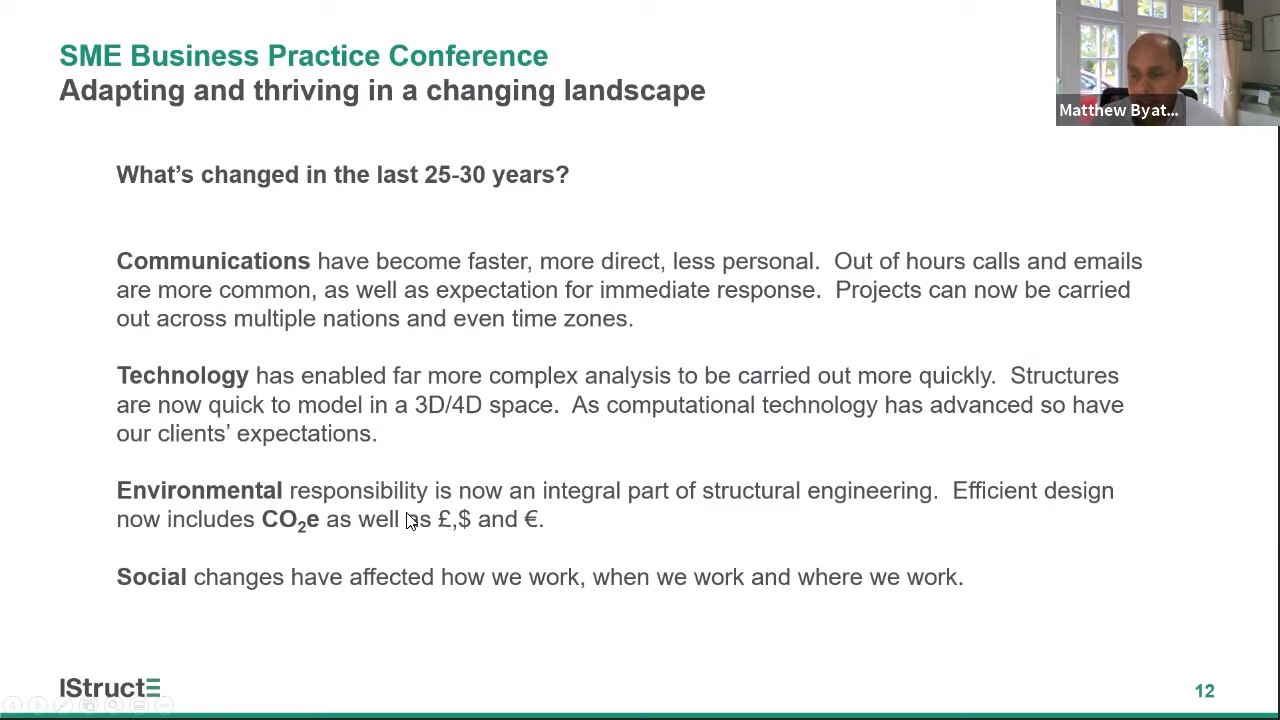 SME Business Practice Conference
Adapting and thriving in a changing landscape
Matthew Byat...
What's changed in the last 25-30 years?
Communications have become faster, more direct, less personal.  Out of hours calls and emails
are more common, as well as expectation for immediate response.  Projects can now be carried
out across multiple nations and even time zones.
Technology has enabled far more complex analysis to be carried out more quickly.  Structures
are now quick to model in a 3D/4D space.  As computational technology has advanced so have
our clients' expectations.
Environmental responsibility is now an integral part of structural engineering.  Efficient design
now includes CO₂e as well as £,$ and €.
Social changes have affected how we work, when we work and where we work.
IStructE
12